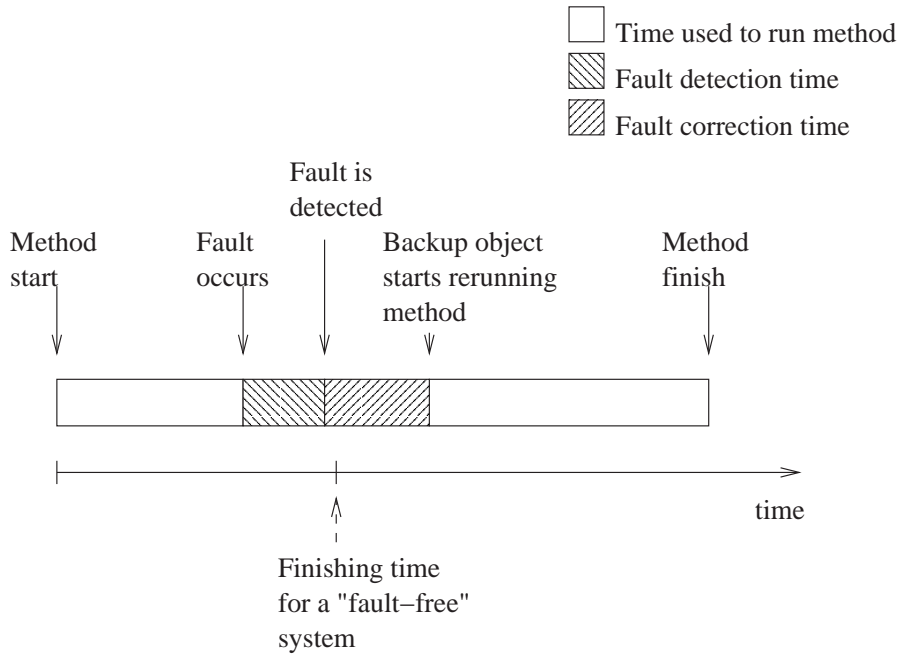 Time used to run method
Fault detection time
Fault correction time
Fault is
detected
Method
start
Fault
occurs
Backup object
starts rerunning
method
Method
finish
time
Finishing time
for a "fault−free"
system